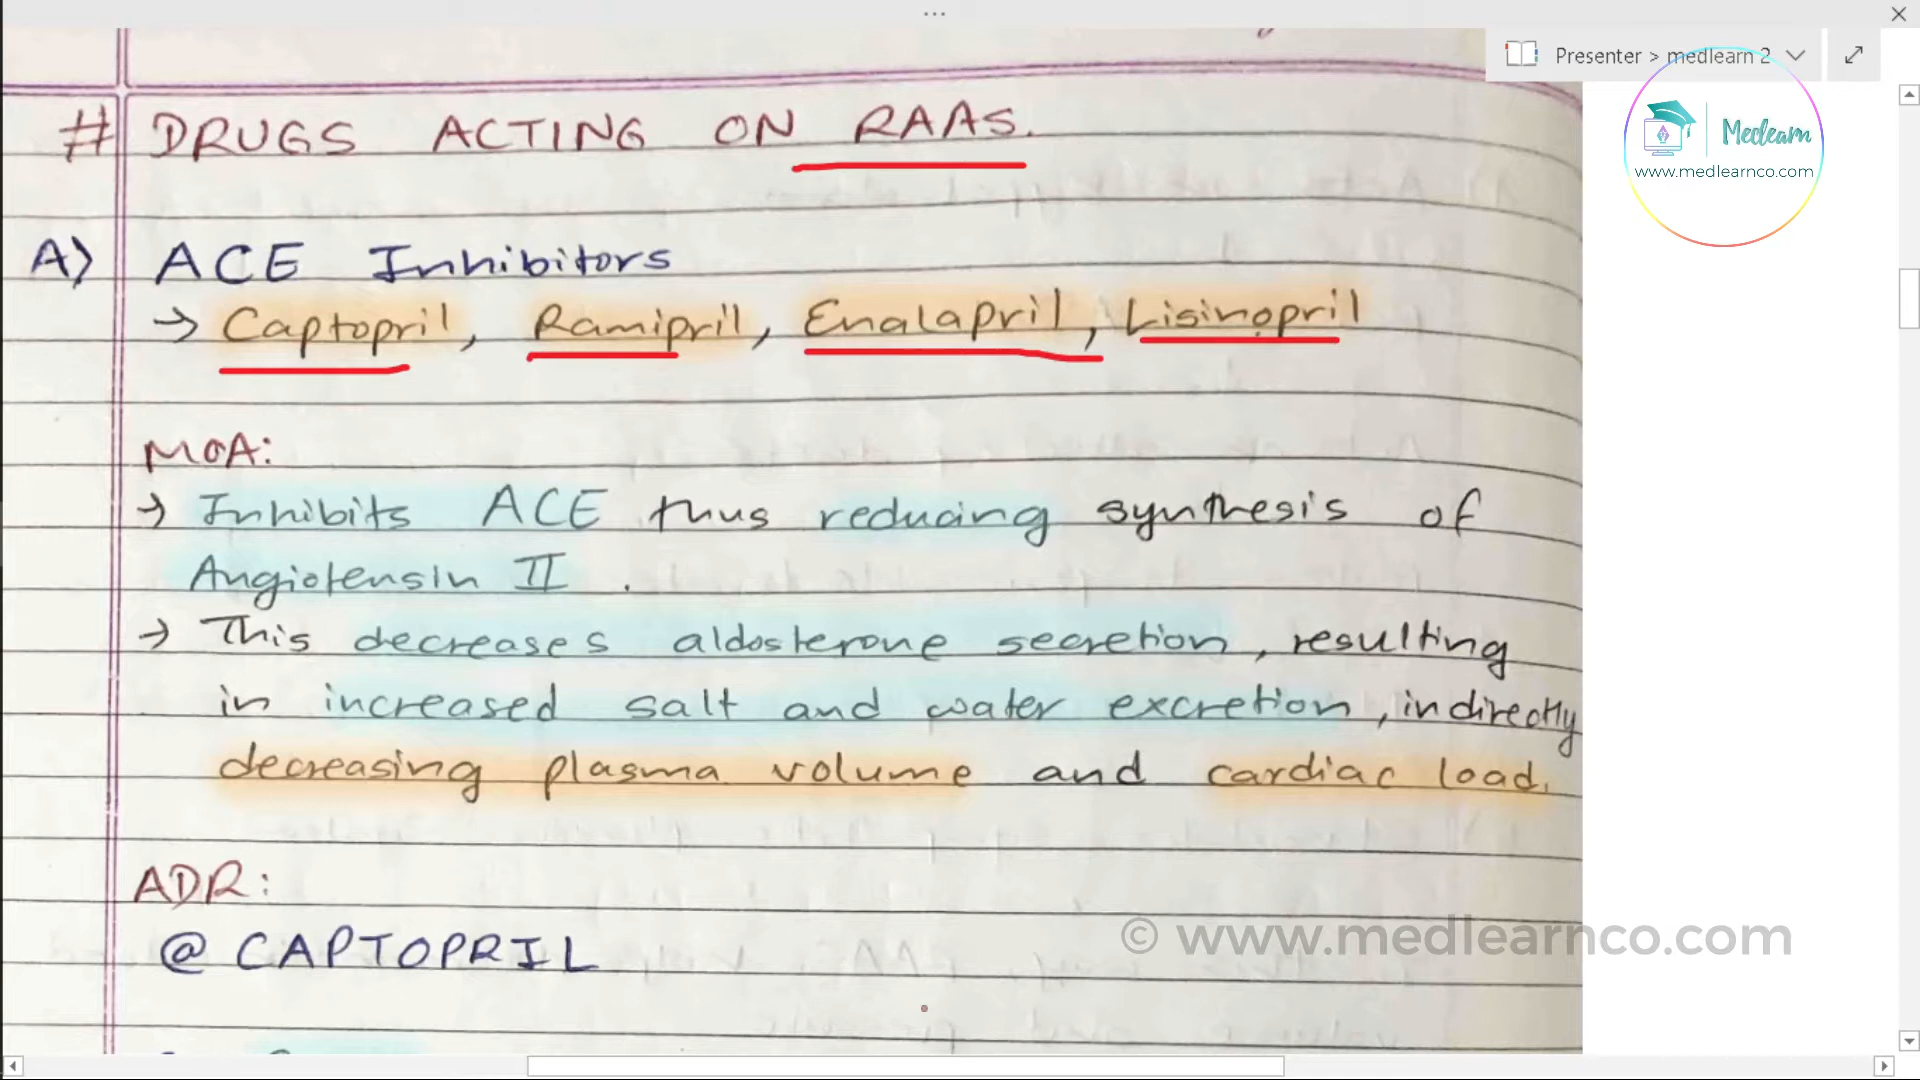 Presenter > medlearn 2
Medlearn
www.medlearnco.com
# DRUGS ACTING ON RAAS.
A) ACE Inhibitors
→ Captopril, Ramipril, Enalapril, Lisinopril
MOA:
→ Inhibits ACE thus reducing synthesis of
Angiotensin II .
→ This decreases aldosterone secretion, resulting
in increased salt and water excretion, indirectly
decreasing plasma volume and cardiac load.
ADR:
@ CAPTOPRIL
© www.medlearnco.com